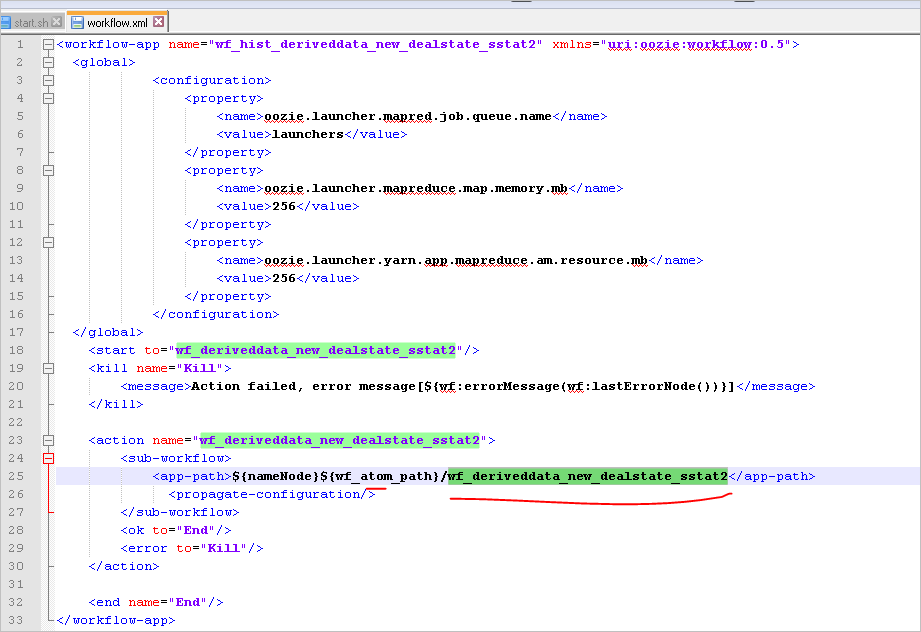 start.sh workflow.xml
1 <workflow-app name="wf_hist_deriveddata_new_dealstate_sstat2" xmlns="uri:oozie:workflow:0.5">
2 <global>
3 <configuration>
4 <property>
5 <name>oozie.launcher.mapred.job.queue.name</name>
6 <value>launchers</value>
7 </property>
8 <property>
9 <name>oozie.launcher.mapreduce.map.memory.mb</name>
10 <value>256</value>
11 </property>
12 <property>
13 <name>oozie.launcher.yarn.app.mapreduce.am.resource.mb</name>
14 <value>256</value>
15 </property>
16 </configuration>
17 </global>
18 <start to="wf_deriveddata_new_dealstate_sstat2"/>
19 <kill name="Kill">
20 <message>Action failed, error message[${wf:errorMessage(wf:lastErrorNode())}]</message>
21 </kill>
22
23 <action name="wf_deriveddata_new_dealstate_sstat2">
24 <sub-workflow>
25 <app-path>${nameNode}${wf_atom_path}/wf_deriveddata_new_dealstate_sstat2</app-path>
26 <propagate-configuration/>
27 </sub-workflow>
28 <ok to="End"/>
29 <error to="Kill"/>
30 </action>
31
32 <end name="End"/>
33 </workflow-app>